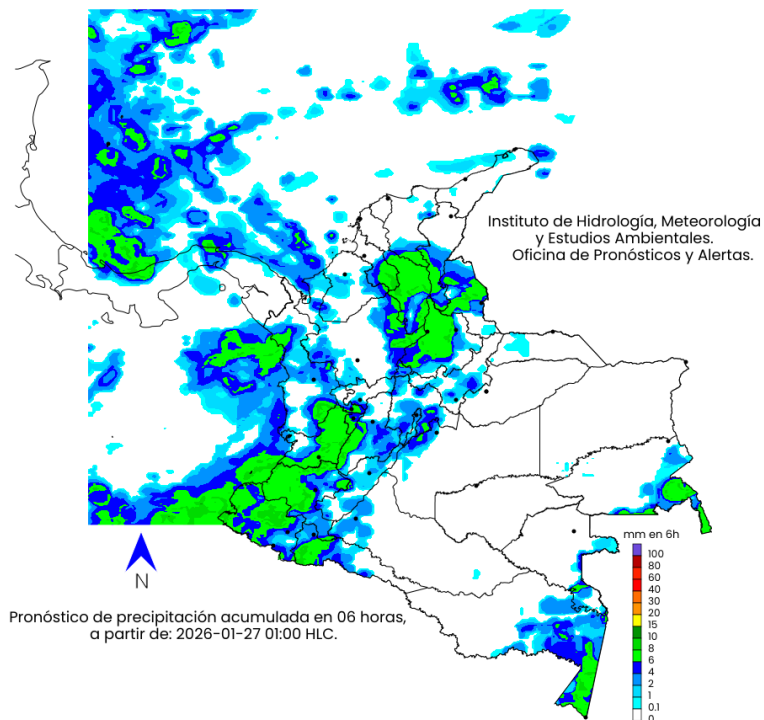 Instituto de Hidrología, Meteorología
y Estudios Ambientales.
Oficina de Pronósticos y Alertas.
N
Pronóstico de precipitación acumulada en 06 horas,
a partir de: 2026-01-27 01:00 HLC.
mm en 6h
100
80
60
40
30
20
15
10
8
6
4
2
1
0.1
0